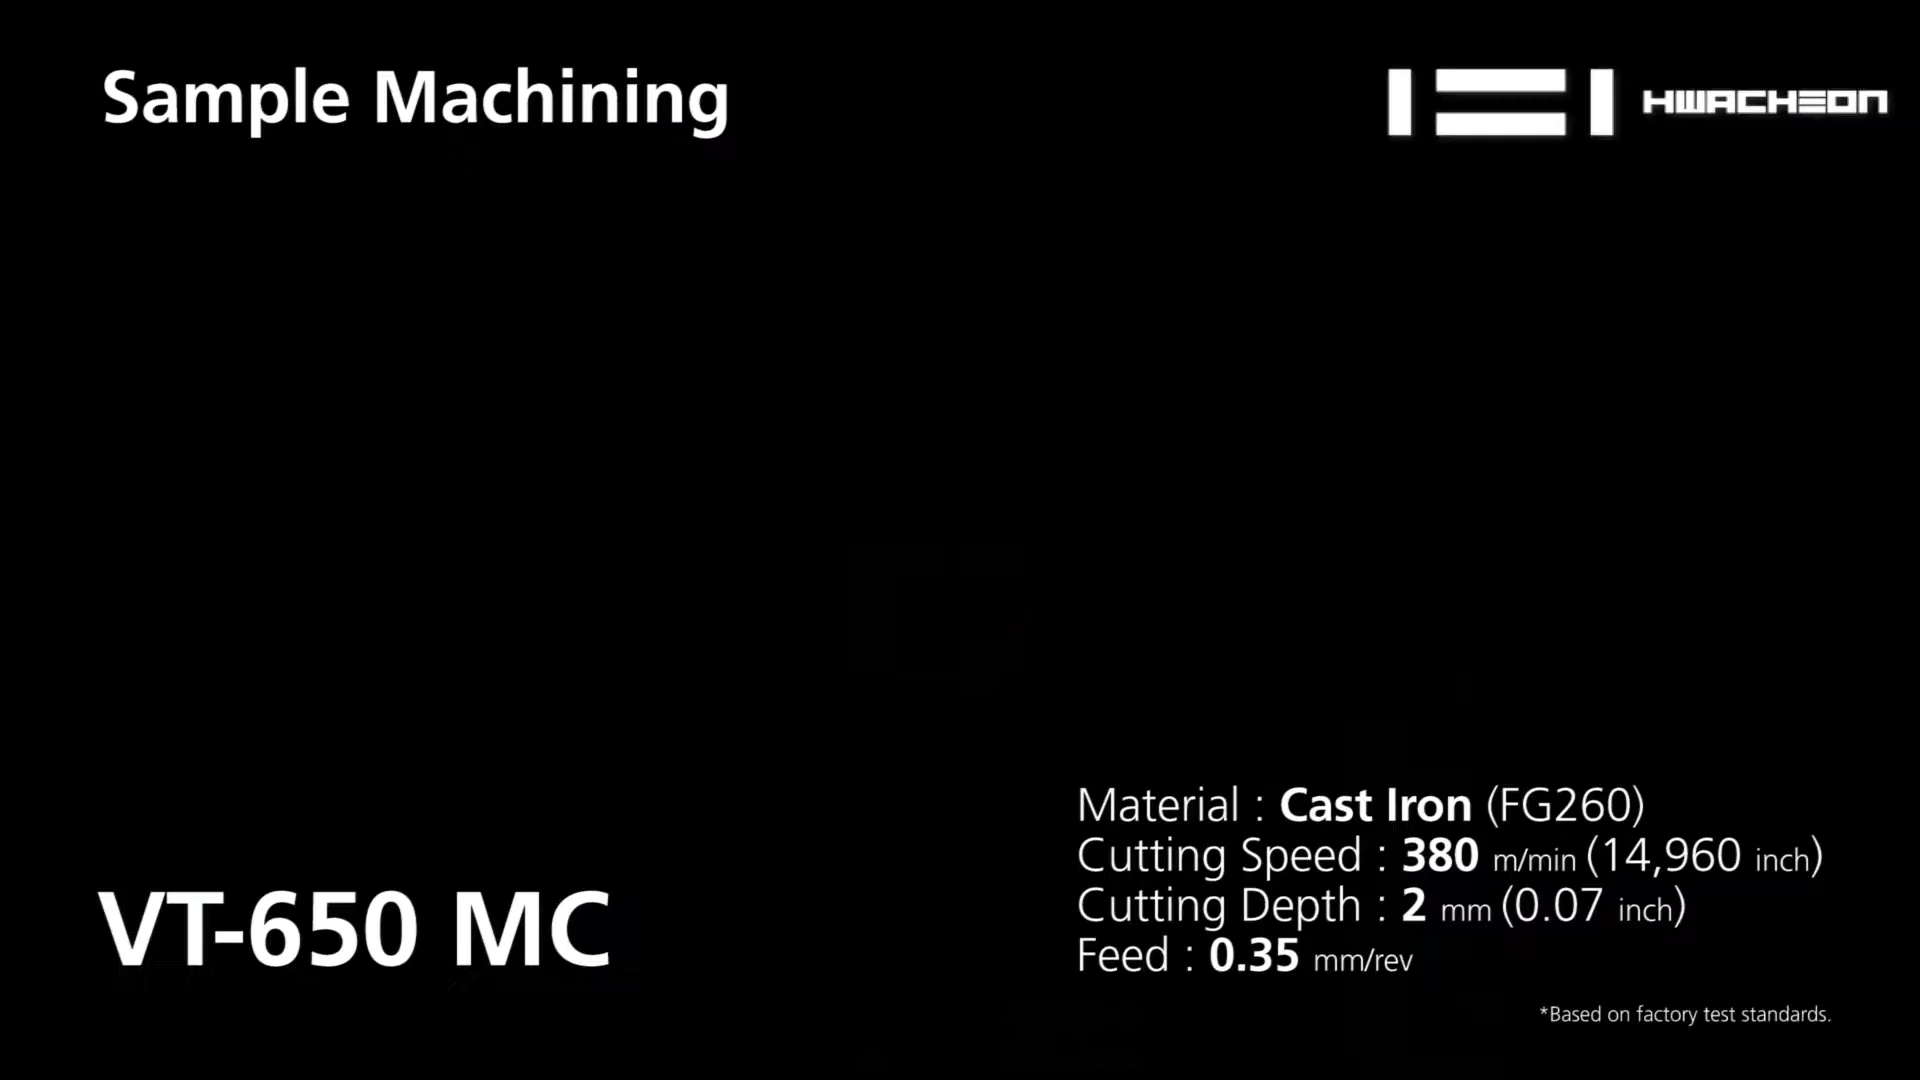 Sample Machining
HWACHEON
VT-650 MC
Material : Cast Iron (FG260)
Cutting Speed : 380 m/min (14,960 inch)
Cutting Depth : 2 mm (0.07 inch)
Feed : 0.35 mm/rev
*Based on factory test standards.